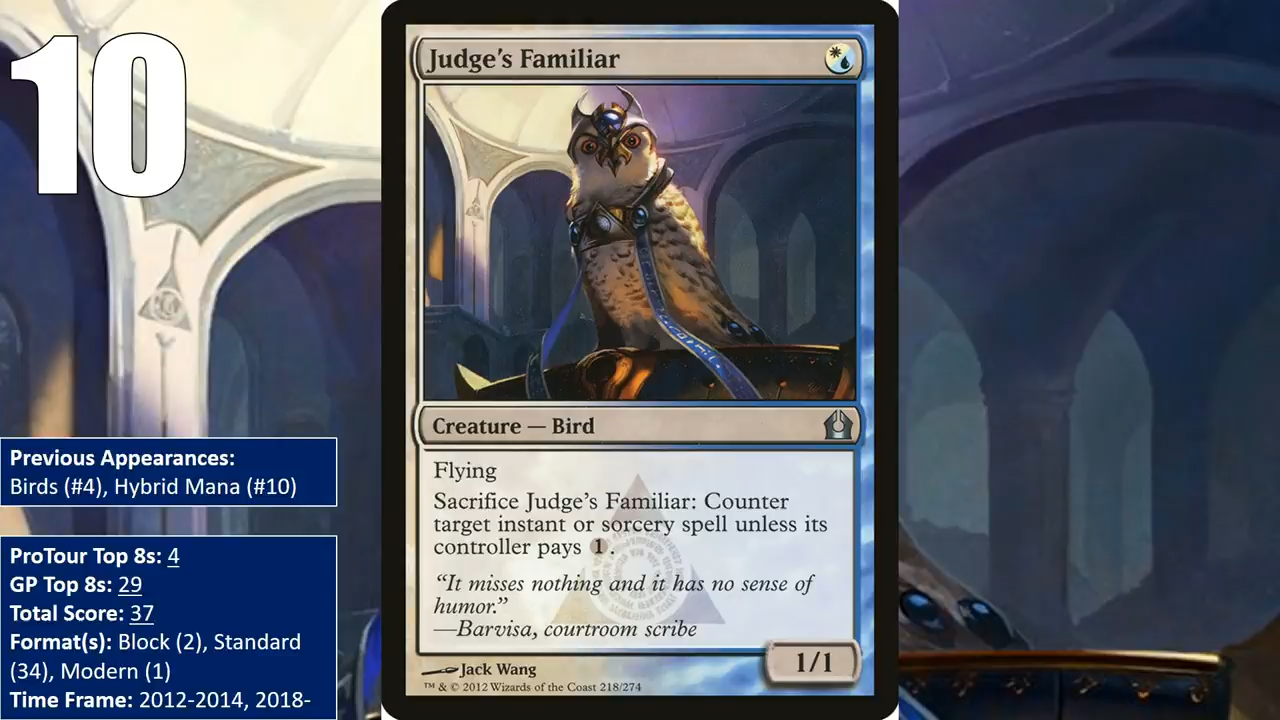 10
Judge's Familiar
Creature — Bird
Flying
Sacrifice Judge's Familiar: Counter
target instant or sorcery spell unless its
controller pays 1.
"It misses nothing and it has no sense of
humor."
—Barvisa, courtroom scribe
1/1
Jack Wang
™ & © 2012 Wizards of the Coast 218/274
Previous Appearances:
Birds (#4), Hybrid Mana (#10)
ProTour Top 8s: 4
GP Top 8s: 29
Total Score: 37
Format(s): Block (2), Standard
(34), Modern (1)
Time Frame: 2012-2014, 2018-